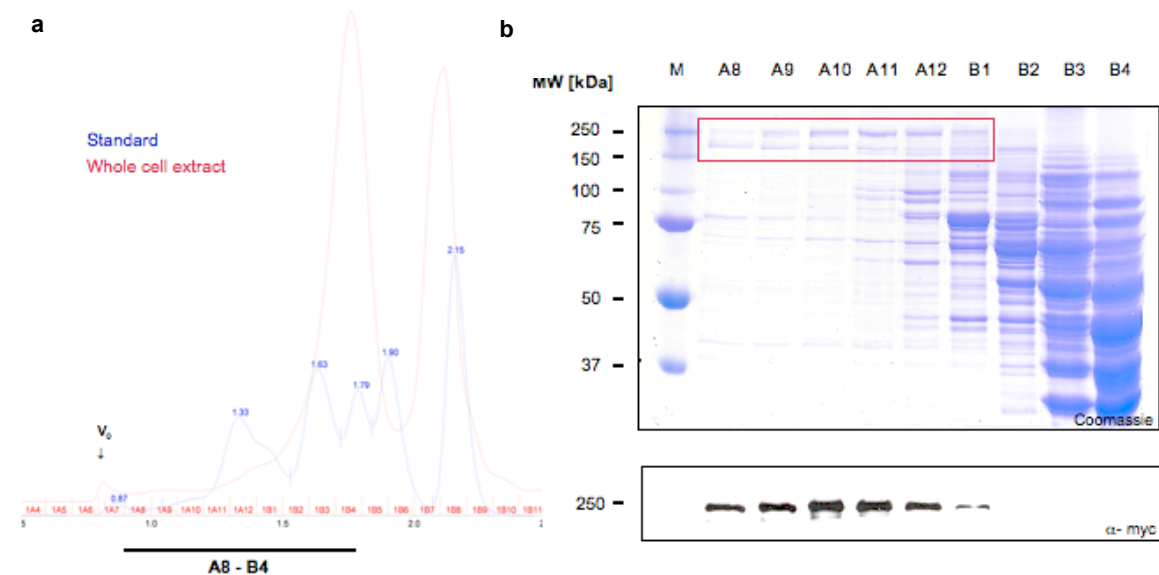 a
Standard
Whole cell extract
2.15
1.63
1.79
1.90
1.33
V₀
↓
0.87
1A4 1A5 1A6 1A7 1A8 1A9 1A10 1A11 1A12 1B1 1B2 1B3 1B4 1B5 1B6 1B7 1B8 1B9 1B10 1B11
5 1.0 1.5 2.0 2
A8 - B4
b
MW [kDa] M A8 A9 A10 A11 A12 B1 B2 B3 B4
250
150
100
75
50
37
Coomassie
250
α- myc